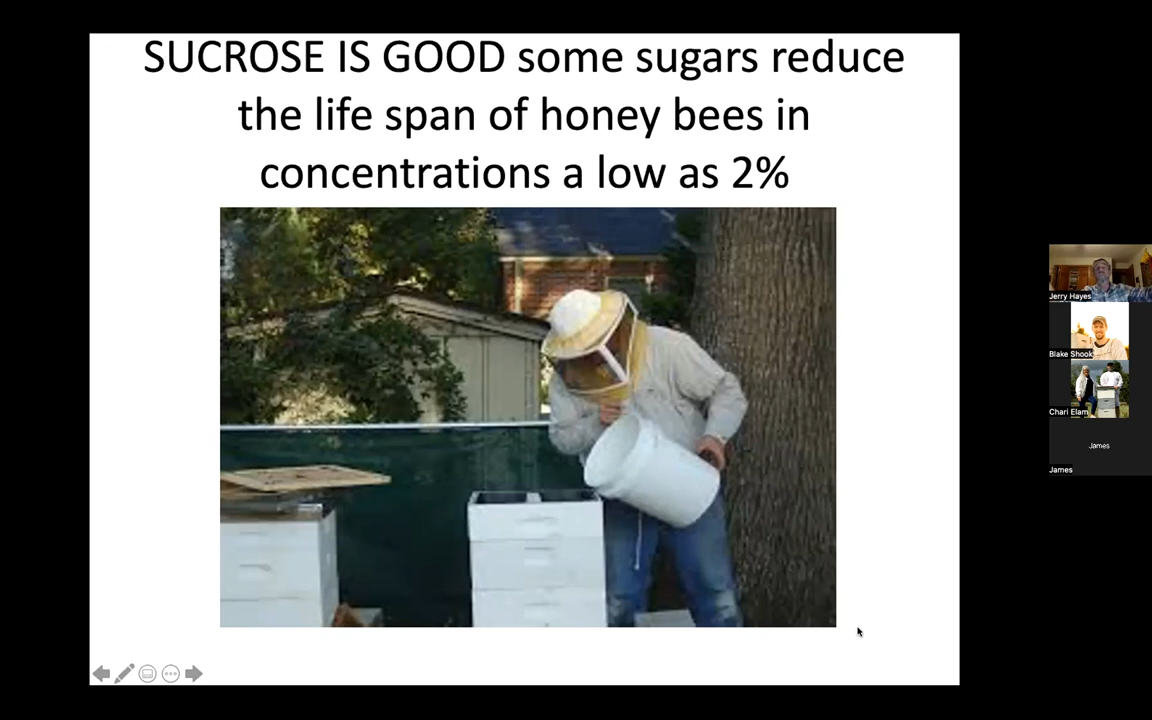 SUCROSE IS GOOD some sugars reduce
the life span of honey bees in
concentrations a low as 2%
Jerry Hayes
Blake Shook
Chari Elam
James
James